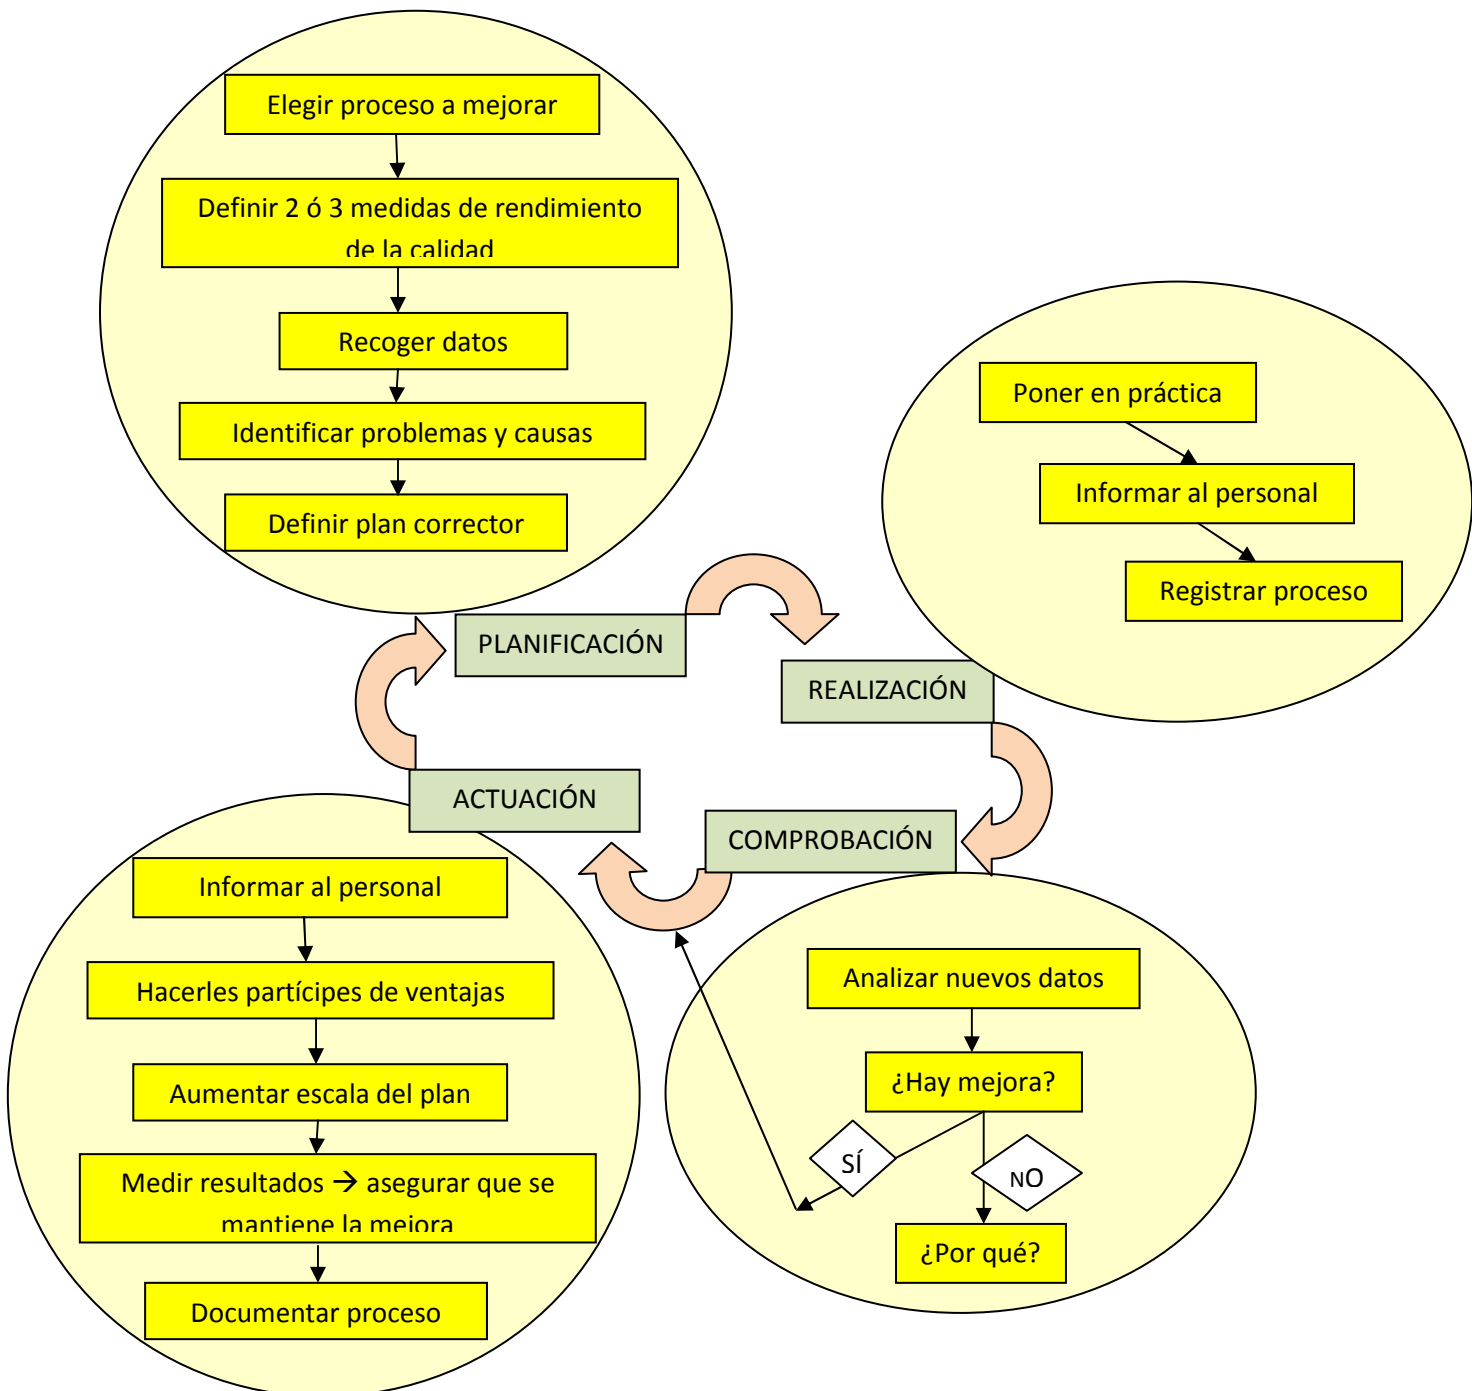 Elegir proceso a mejorar
Definir 2 ó 3 medidas de rendimiento
de la calidad
Recoger datos
Identificar problemas y causas
Definir plan corrector
PLANIFICACIÓN
Poner en práctica
Informar al personal
Registrar proceso
REALIZACIÓN
COMPROBACIÓN
Analizar nuevos datos
¿Hay mejora?
SÍ
NO
¿Por qué?
ACTUACIÓN
Informar al personal
Hacerles partícipes de ventajas
Aumentar escala del plan
Medir resultados → asegurar que se
mantiene la mejora
Documentar proceso